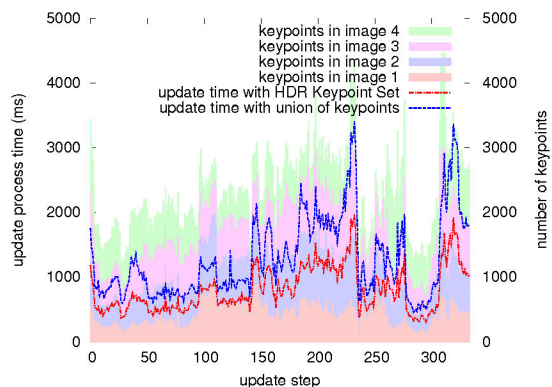 5000
4000
3000
2000
1000
0
update process time (ms)
keypoints in image 4
keypoints in image 3
keypoints in image 2
keypoints in image 1
update time with HDR Keypoint Set
update time with union of keypoints
5000
4000
3000
2000
1000
0
number of keypoints
0 50 100 150 200 250 300
update step